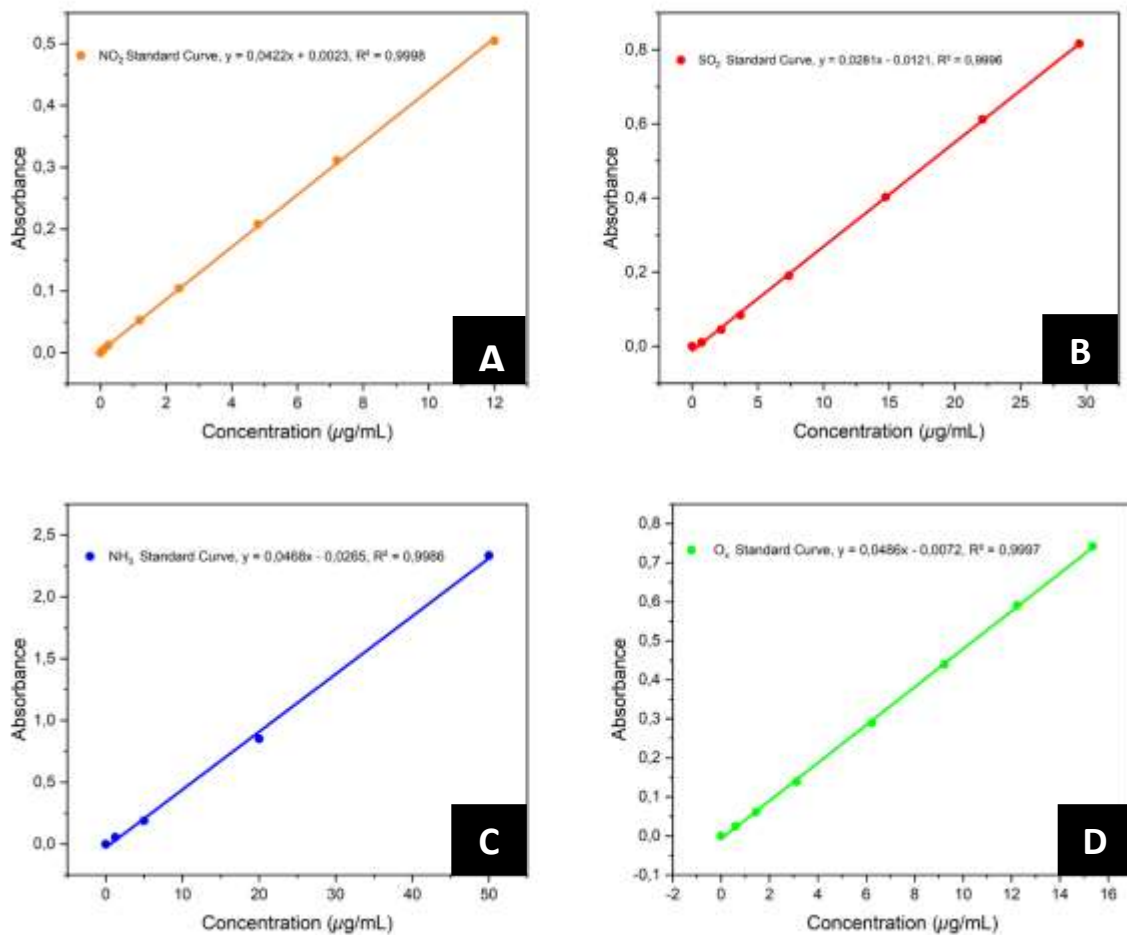 NO₂ Standard Curve, y = 0,0422x + 0,0023, R² = 0,9998
Absorbance
0,5
0,4
0,3
0,2
0,1
0,0
0 2 4 6 8 10 12
Concentration (µg/mL)
A
SO₂ Standard Curve, y = 0,0281x - 0,0121, R² = 0,9996
Absorbance
0,8
0,6
0,4
0,2
0,0
0 5 10 15 20 25 30
Concentration (µg/mL)
B
NH₃ Standard Curve, y = 0,0468x - 0,0265, R² = 0,9986
Absorbance
2,5
2,0
1,5
1,0
0,5
0,0
0 10 20 30 40 50
Concentration (µg/mL)
C
Oₓ Standard Curve, y = 0,0486x - 0,0072, R² = 0,9997
Absorbance
0,8
0,7
0,6
0,5
0,4
0,3
0,2
0,1
0,0
-0,1
-2 0 2 4 6 8 10 12 14 16
Concentration (µg/mL)
D